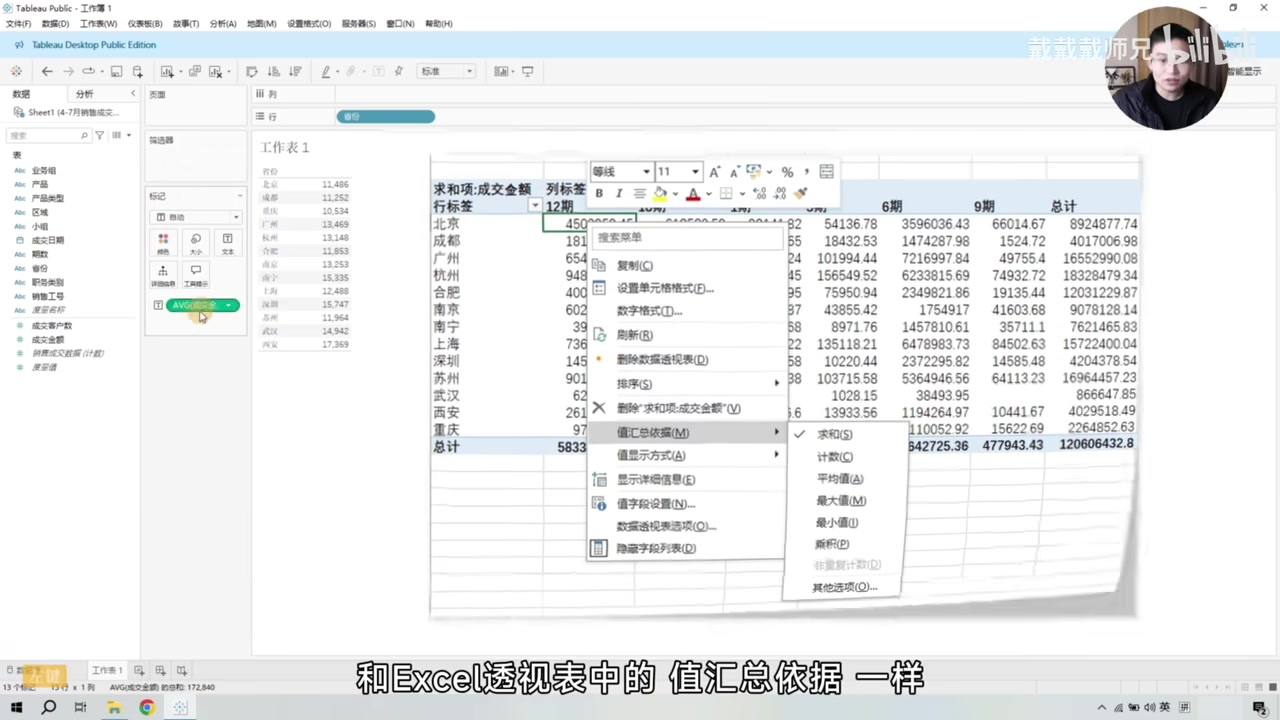 Tableau Public - 工作簿 1
文件(F) 数据(D) 工作表(W) 仪表板(B) 故事(T) 分析(A) 地图(M) 设置格式(O) 服务器(S) 窗口(N) 帮助(H)
Tableau Desktop Public Edition
戴戴戴师兄 bilibili
标准
智能显示
数据 分析
页面
列
Sheet1 (4-7月销售成交...
行 省份
搜索
筛选器
工作表 1
表
Abc 业务组
Abc 产品
Abc 产品类型
Abc 区域
Abc 小组
成交日期
Abc 期数
Abc 省份
Abc 职务类别
Abc 销售工号
Abc 度量名称
成交客户数
成交金额
销售成交数据 (计数)
度量值
标记
自动
颜色 大小 文本
详细信息 工具提示
AVG(成交金...
省份
北京 11,486
成都 11,252
重庆 10,534
广州 13,469
杭州 13,148
合肥 11,853
南京 13,253
南宁 15,335
上海 12,488
深圳 15,747
苏州 11,964
武汉 14,942
西安 17,369
等线 11
求和项:成交金额 列标签
行标签 12期 6期 9期 总计
北京 82 54136.78 3596036.43 66014.67 8924877.74
成都 181 55 18432.53 1474287.98 1524.72 4017006.98
广州 654 24 101994.44 7216997.84 49755.4 16552090.08
杭州 948 45 156549.52 6233815.69 74932.72 18328479.34
合肥 400 56 75950.94 2349821.86 19135.44 12031229.87
南京 602 42 43855.42 1754917 41603.68 9078128.14
南宁 39 8971.76 1457810.61 35711.1 7621465.83
上海 736 22 135118.21 6478983.73 84502.63 15722400.04
深圳 145 10220.44 2372295.82 14585.48 4204378.54
苏州 901 38 103715.58 5364946.56 64113.23 16964457.23
武汉 62 1028.15 38493.95 866647.85
西安 261 5.6 13933.56 1194264.97 10441.67 4029518.49
重庆 97 110052.92 15622.69 2264852.63
总计 5833 642725.36 477943.43 120606432.8
搜索菜单
复制(C)
设置单元格格式(F)...
数字格式(T)...
刷新(R)
删除数据透视表(D)
排序(S)
删除"求和项:成交金额"(V)
值汇总依据(M)
值显示方式(A)
显示详细信息(E)
值字段设置(N)...
数据透视表选项(O)...
隐藏字段列表(D)
求和(S)
计数(C)
平均值(A)
最大值(M)
最小值(I)
乘积(P)
非重复计数(D)
其他选项(O)...
左键
工作表 1
和Excel透视表中的 值汇总依据 一样
13 个标记 13 行 x 1 列 AVG(成交金额) 的总和: 172,840
英 拼